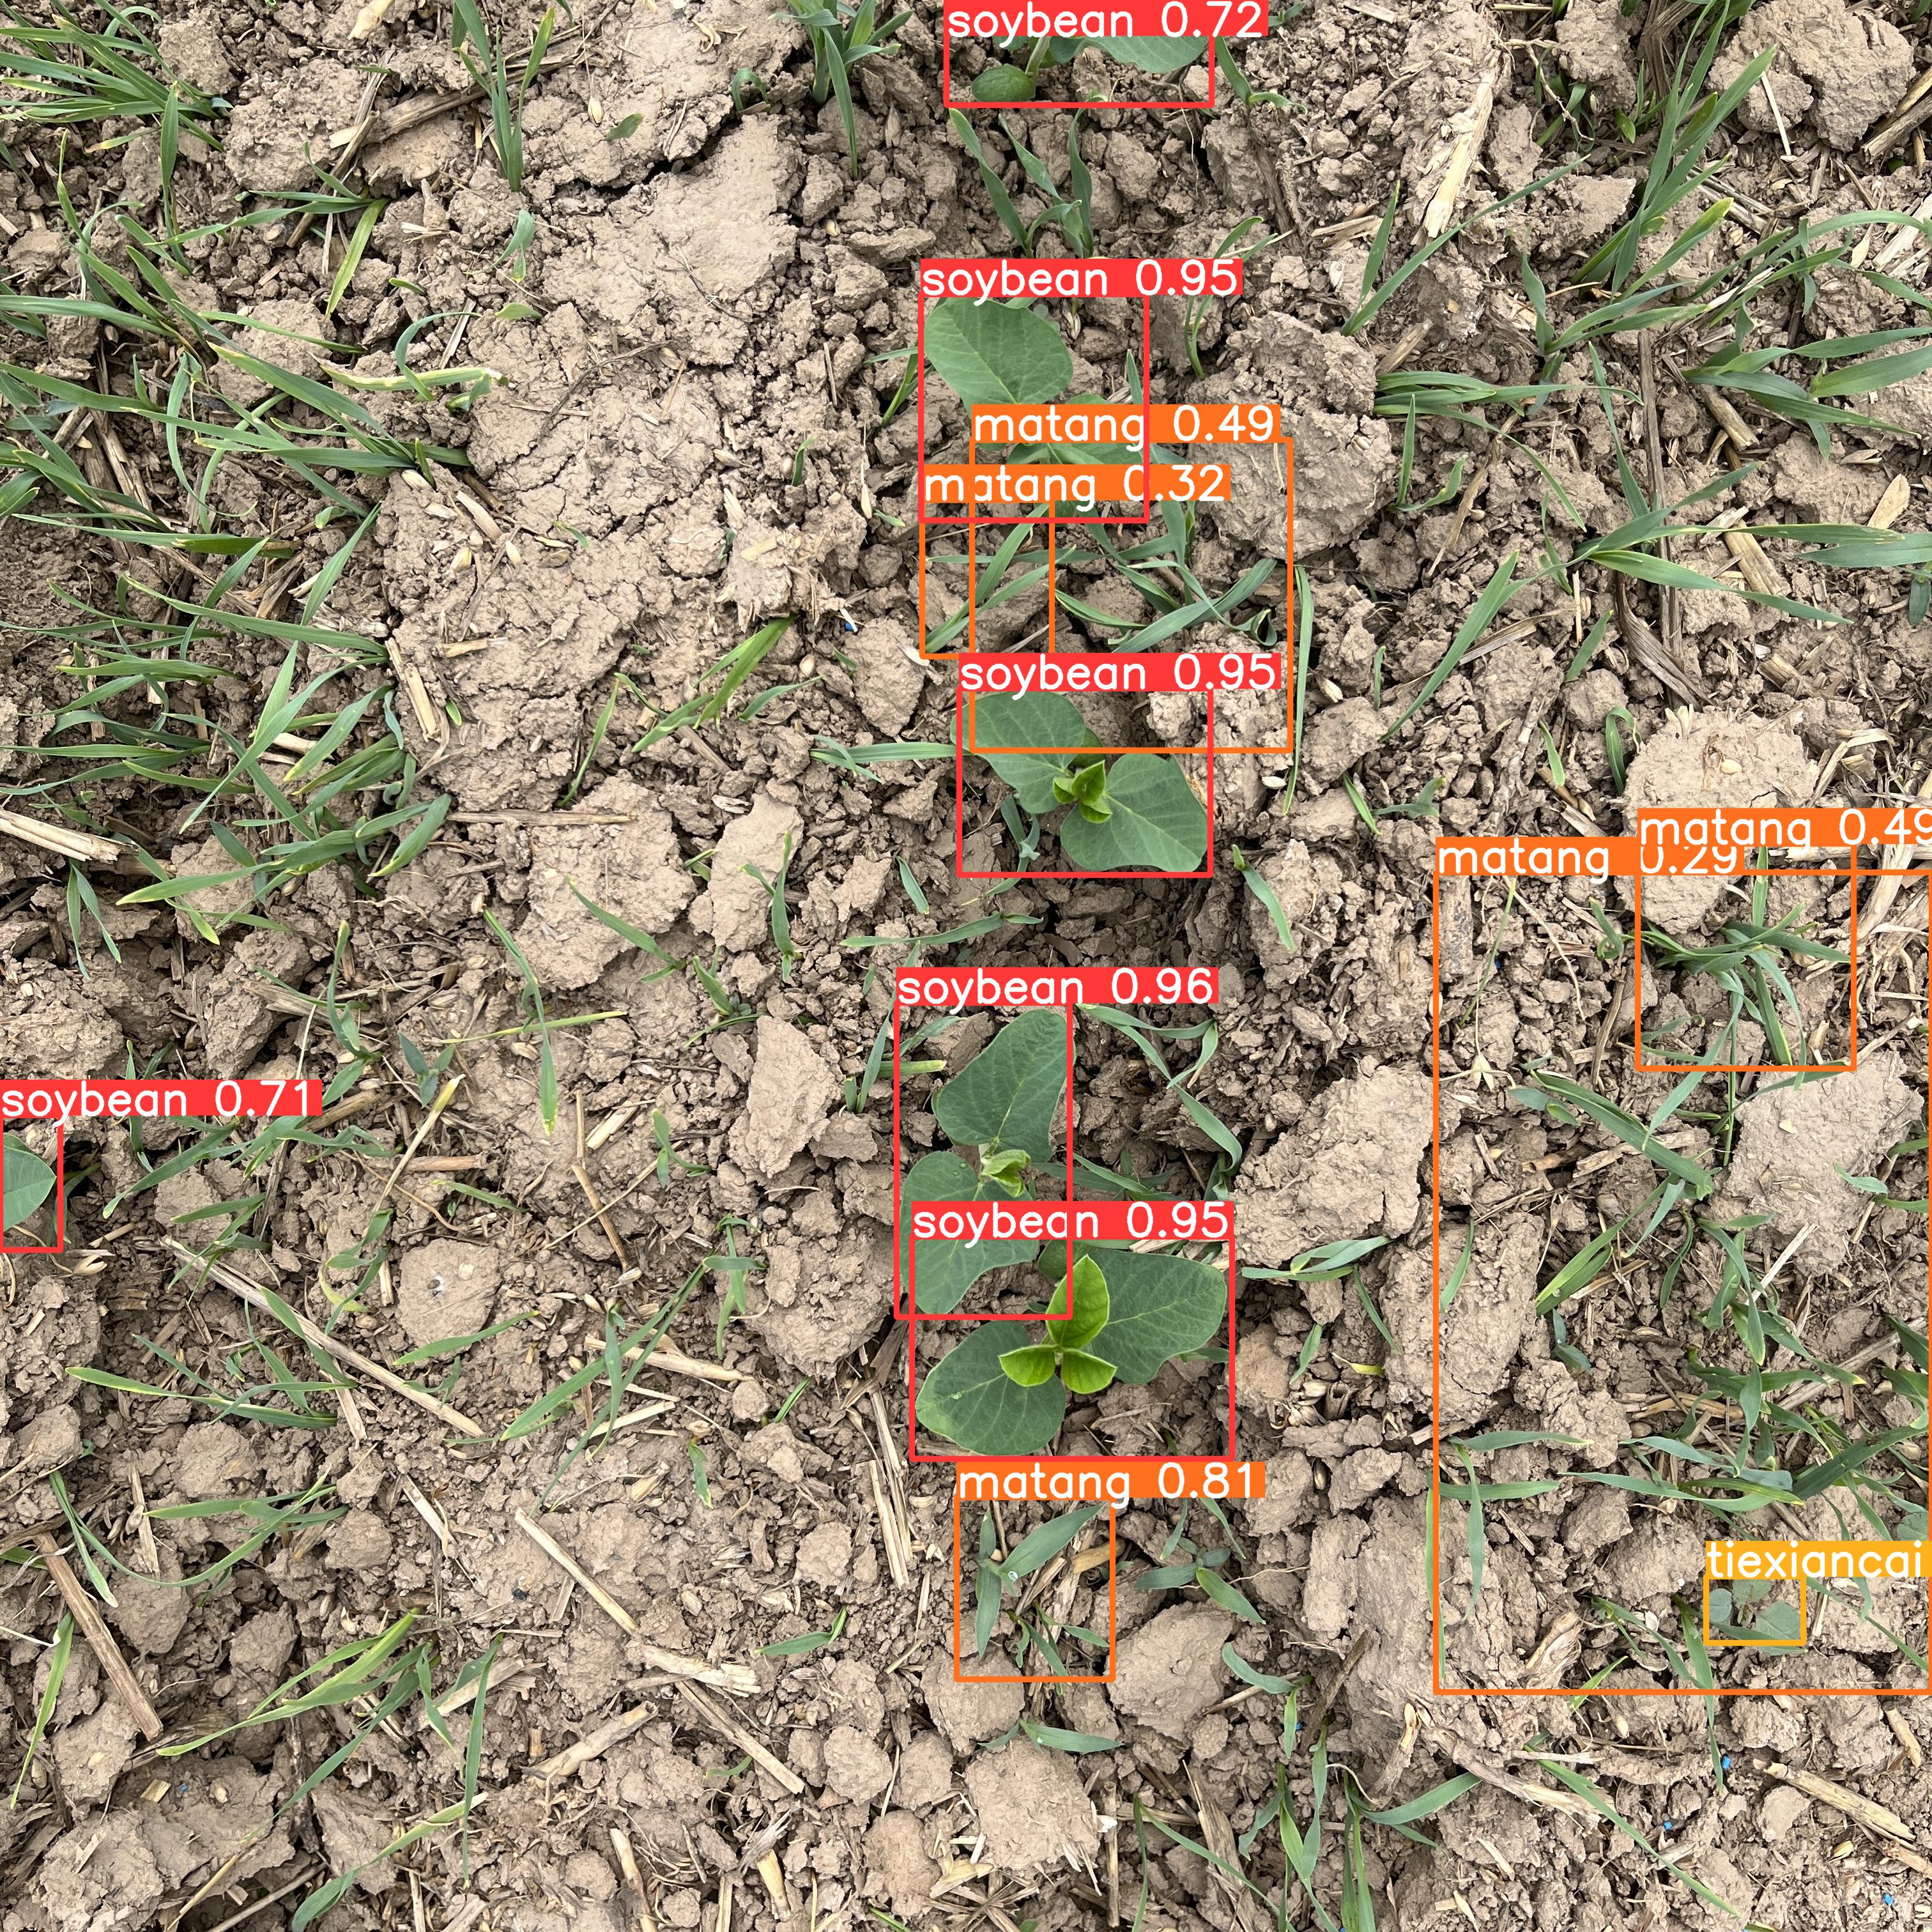 soybean 0.72
soybean 0.95
matang 0.49
matang 0.32
soybean 0.95
matang 0.49
matang 0.29
soybean 0.96
soybean 0.71
soybean 0.95
matang 0.81
tiexiancai